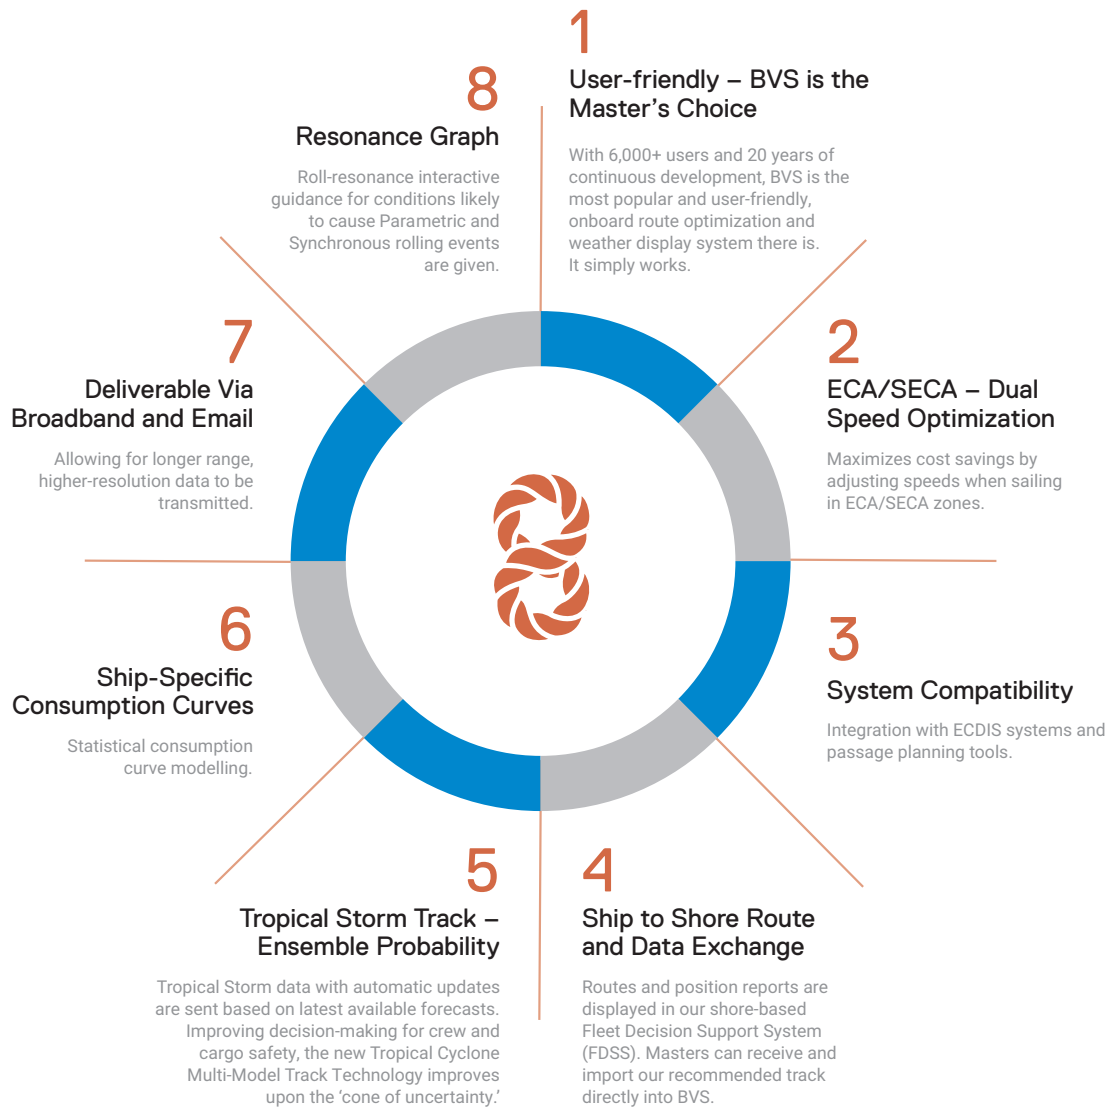 1
User-friendly – BVS is the
Master's Choice
With 6,000+ users and 20 years of
continuous development, BVS is the
most popular and user-friendly,
onboard route optimization and
weather display system there is.
It simply works.
2
ECA/SECA – Dual
Speed Optimization
Maximizes cost savings by
adjusting speeds when sailing
in ECA/SECA zones.
3
System Compatibility
Integration with ECDIS systems and
passage planning tools.
4
Ship to Shore Route
and Data Exchange
Routes and position reports are
displayed in our shore-based
Fleet Decision Support System
(FDSS). Masters can receive and
import our recommended track
directly into BVS.
5
Tropical Storm Track –
Ensemble Probability
Tropical Storm data with automatic updates
are sent based on latest available forecasts.
Improving decision-making for crew and
cargo safety, the new Tropical Cyclone
Multi-Model Track Technology improves
upon the 'cone of uncertainty.'
6
Ship-Specific
Consumption Curves
Statistical consumption
curve modelling.
7
Deliverable Via
Broadband and Email
Allowing for longer range,
higher-resolution data to be
transmitted.
8
Resonance Graph
Roll-resonance interactive
guidance for conditions likely
to cause Parametric and
Synchronous rolling events
are given.
8